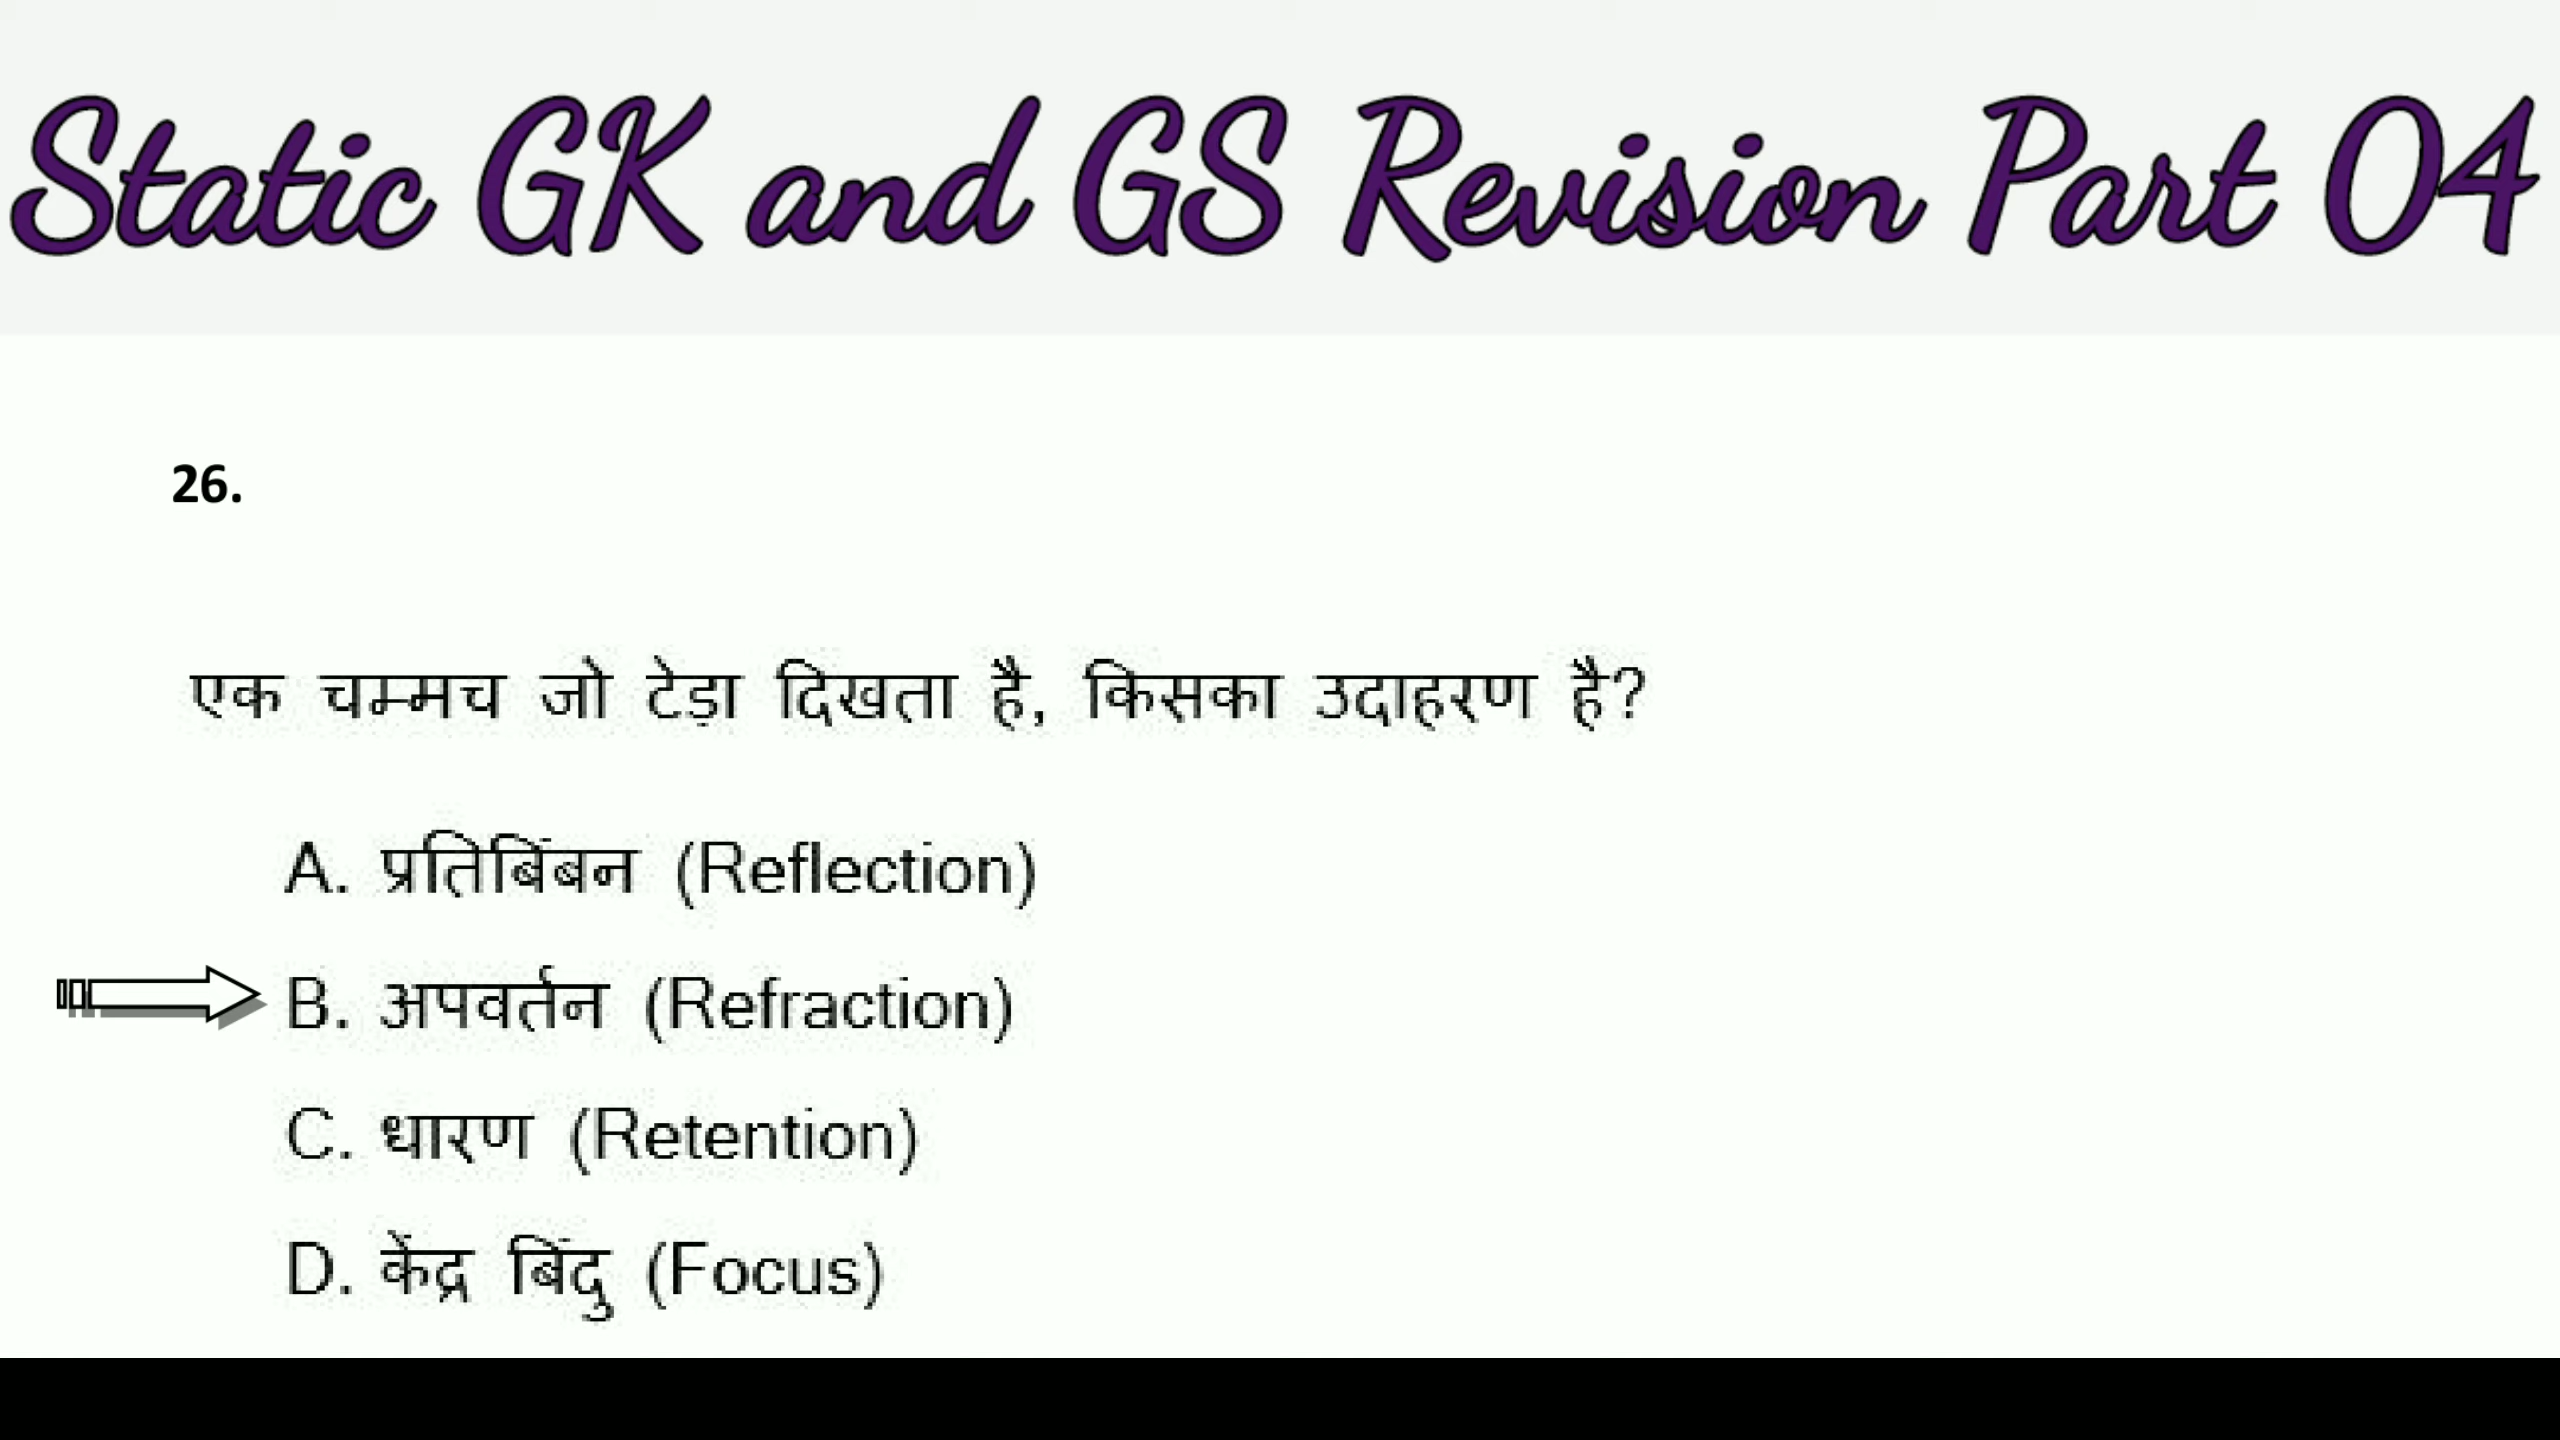 Static GK and GS Revision Part 04
26.
एक चम्मच जो टेड़ा दिखता है, किसका उदाहरण है?
A. प्रतिबिंबन (Reflection)
B. अपवर्तन (Refraction)
C. धारण (Retention)
D. केंद्र बिंदु (Focus)